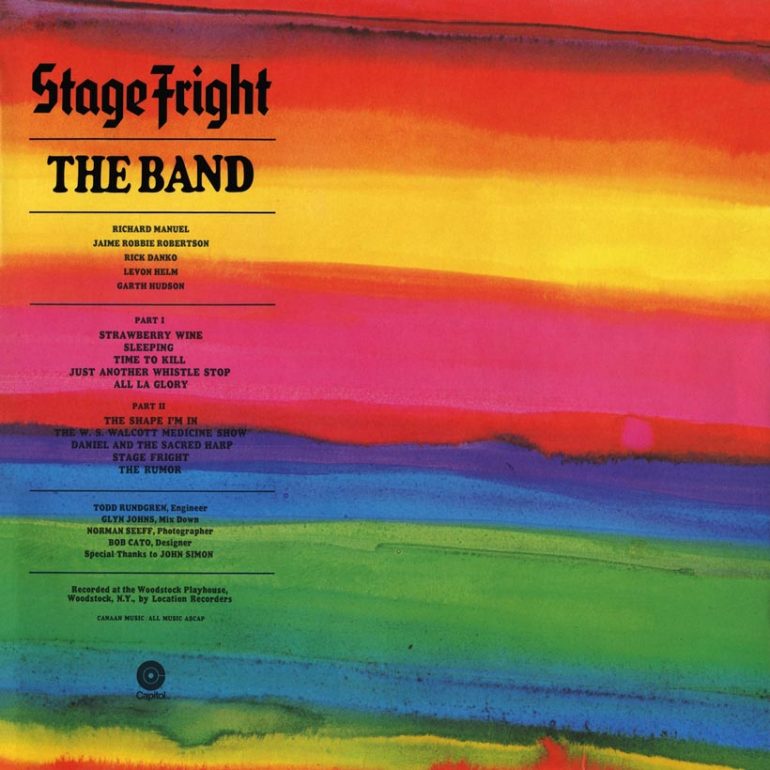 Stage Fright
THE BAND
RICHARD MANUEL
JAIME ROBBIE ROBERTSON
RICK DANKO
LEVON HELM
GARTH HUDSON
PART I
STRAWBERRY WINE
SLEEPING
TIME TO KILL
JUST ANOTHER WHISTLE STOP
ALL LA GLORY
PART II
THE SHAPE I'M IN
THE W. S. WALCOTT MEDICINE SHOW
DANIEL AND THE SACRED HARP
STAGE FRIGHT
THE RUMOR
TODD RUNDGREN, Engineer
GLYN JOHNS, Mix Down
NORMAN SEEFF, Photographer
BOB CATO, Designer
Special Thanks to JOHN SIMON
Recorded at the Woodstock Playhouse,
Woodstock, N.Y., by Location Recorders
CANAAN MUSIC/ALL MUSIC ASCAP
Capitol